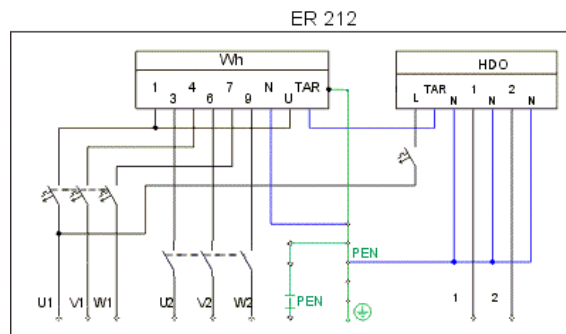 ER 212
Wh
HDO
1 4 7 N TAR
3 6 9 U
L TAR N 1 N 2 N
PEN
PEN
1 2
U1 V1 W1 U2 V2 W2